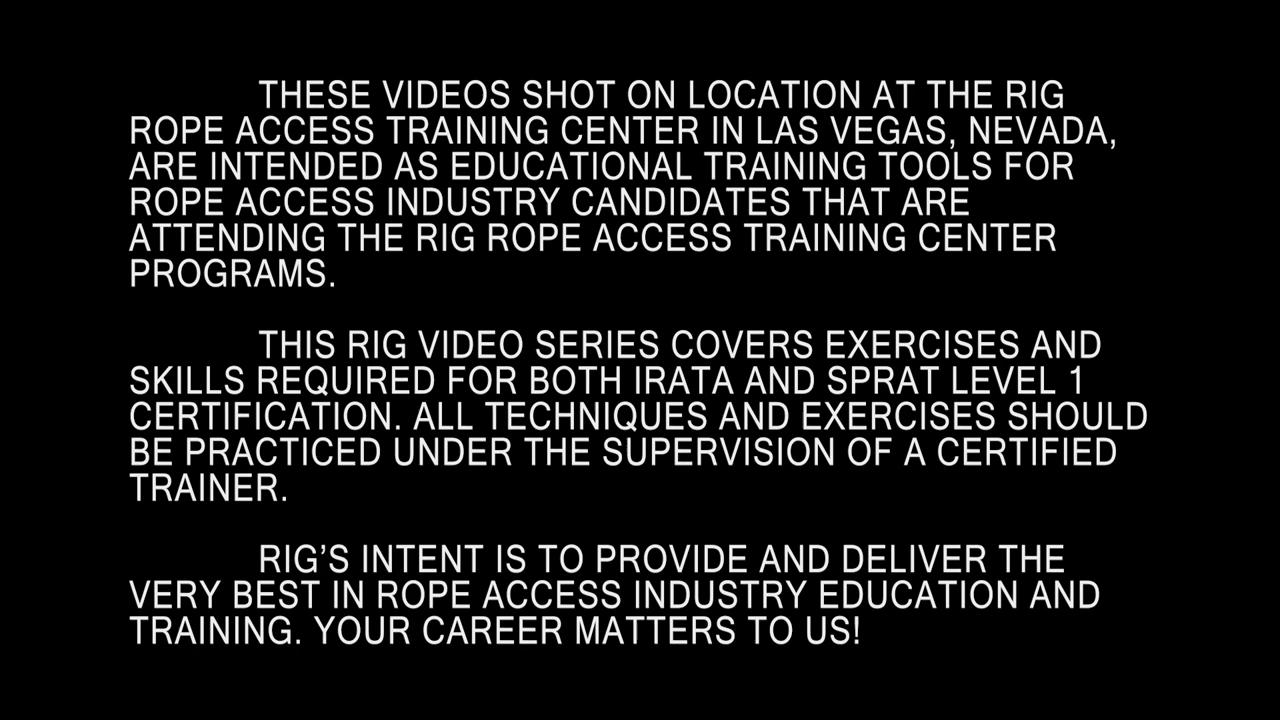 THESE VIDEOS SHOT ON LOCATION AT THE RIG
ROPE ACCESS TRAINING CENTER IN LAS VEGAS, NEVADA,
ARE INTENDED AS EDUCATIONAL TRAINING TOOLS FOR
ROPE ACCESS INDUSTRY CANDIDATES THAT ARE
ATTENDING THE RIG ROPE ACCESS TRAINING CENTER
PROGRAMS.
THIS RIG VIDEO SERIES COVERS EXERCISES AND
SKILLS REQUIRED FOR BOTH IRATA AND SPRAT LEVEL 1
CERTIFICATION. ALL TECHNIQUES AND EXERCISES SHOULD
BE PRACTICED UNDER THE SUPERVISION OF A CERTIFIED
TRAINER.
RIG’S INTENT IS TO PROVIDE AND DELIVER THE
VERY BEST IN ROPE ACCESS INDUSTRY EDUCATION AND
TRAINING. YOUR CAREER MATTERS TO US!